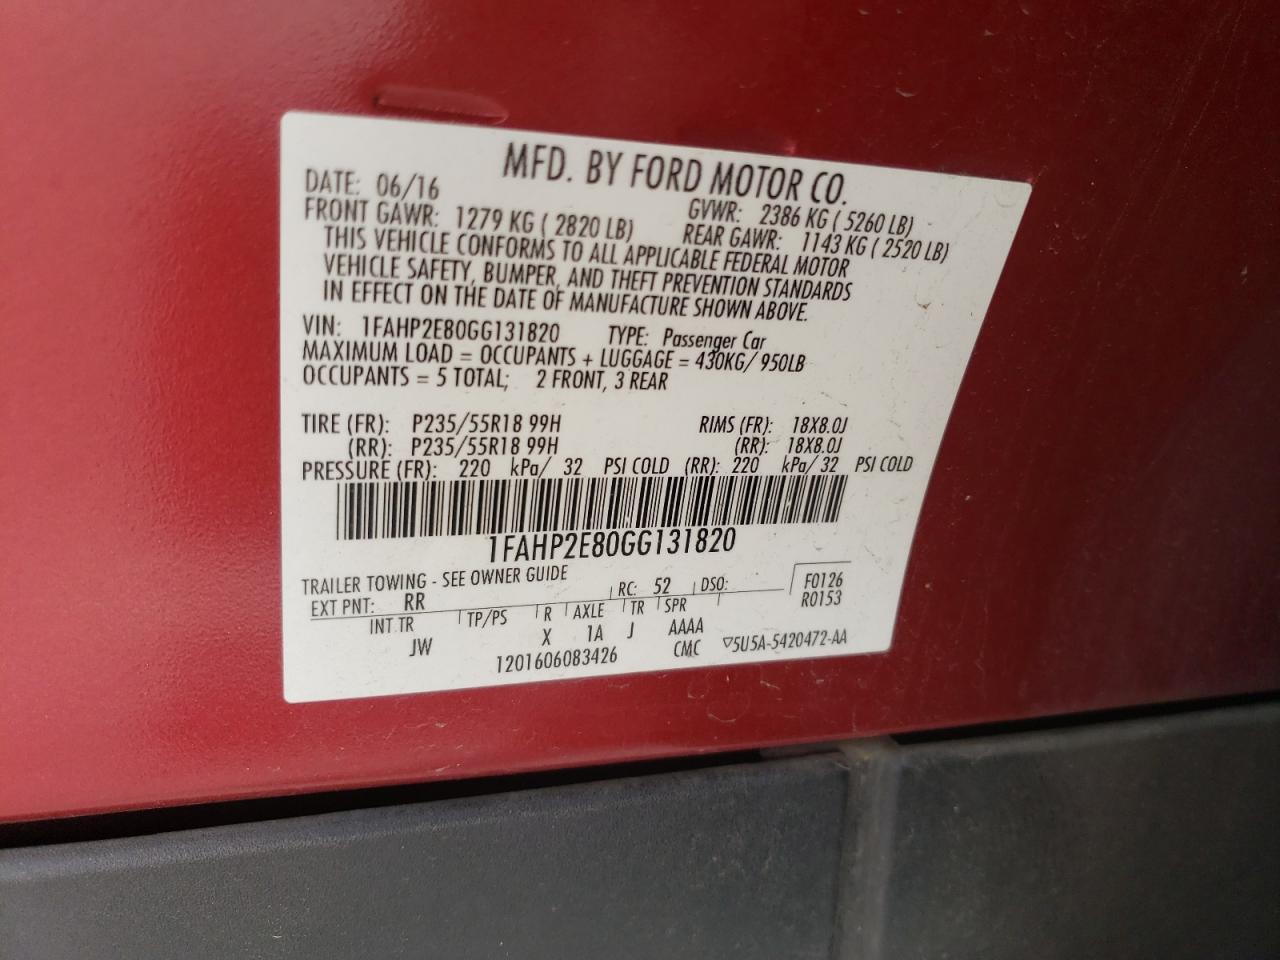 MFD. BY FORD MOTOR CO.
DATE: 06/16 GVWR: 2386 KG ( 5260 LB)
FRONT GAWR: 1279 KG ( 2820 LB) REAR GAWR: 1143 KG ( 2520 LB)
THIS VEHICLE CONFORMS TO ALL APPLICABLE FEDERAL MOTOR
VEHICLE SAFETY, BUMPER, AND THEFT PREVENTION STANDARDS
IN EFFECT ON THE DATE OF MANUFACTURE SHOWN ABOVE.
VIN: 1FAHP2E80GG131820 TYPE: Passenger Car
MAXIMUM LOAD = OCCUPANTS + LUGGAGE = 430KG/ 950LB
OCCUPANTS = 5 TOTAL; 2 FRONT, 3 REAR
TIRE (FR): P235/55R18 99H RIMS (FR): 18X8.0J
(RR): P235/55R18 99H (RR): 18X8.0J
PRESSURE (FR): 220 kPa/ 32 PSI COLD (RR): 220 kPa/ 32 PSI COLD
1FAHP2E80GG131820
TRAILER TOWING - SEE OWNER GUIDE
EXT PNT: RR RC: 52 DSO: F0126
R0153
INT TR TP/PS R AXLE TR SPR
JW X 1A J AAAA
1201606083426 CMC ▽5U5A-5420472-AA